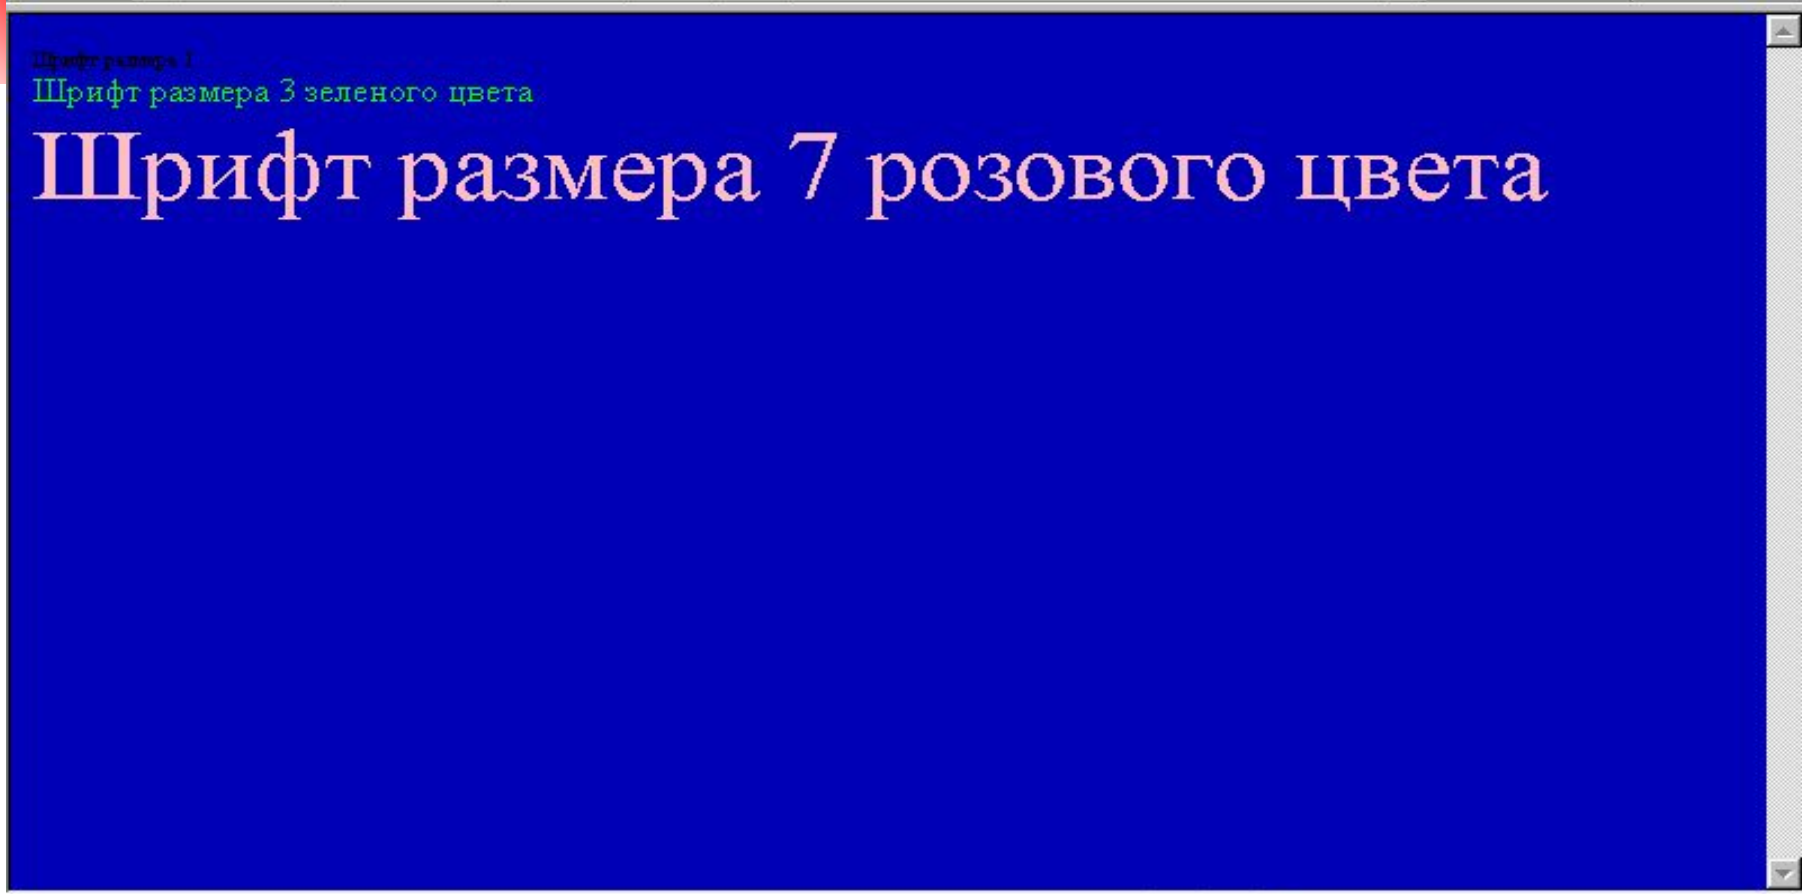 Шрифт размера 1
Шрифт размера 3 зеленого цвета
Шрифт размера 7 розового цвета